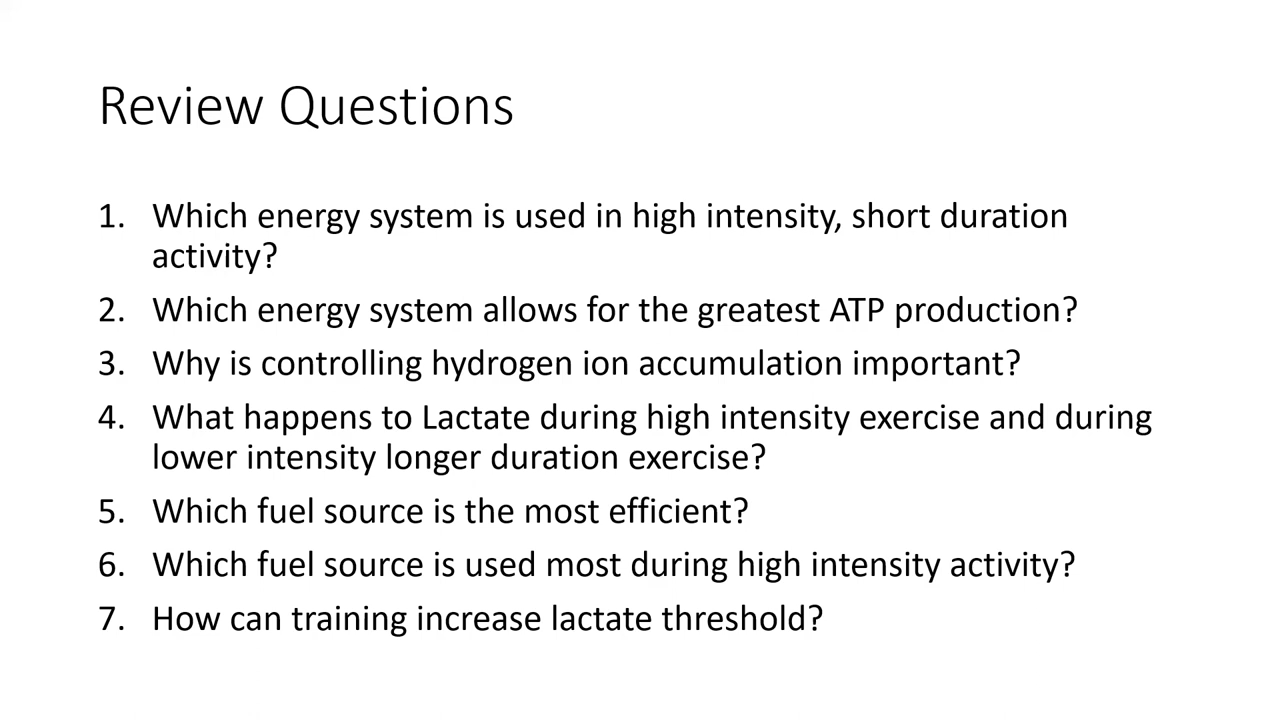 Review Questions
1. Which energy system is used in high intensity, short duration
activity?
2. Which energy system allows for the greatest ATP production?
3. Why is controlling hydrogen ion accumulation important?
4. What happens to Lactate during high intensity exercise and during
lower intensity longer duration exercise?
5. Which fuel source is the most efficient?
6. Which fuel source is used most during high intensity activity?
7. How can training increase lactate threshold?